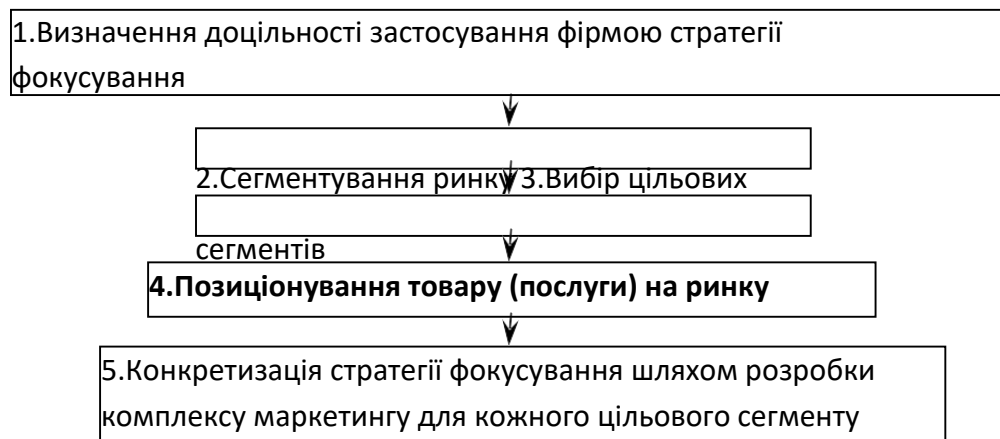 1.Визначення доцільності застосування фірмою стратегії
фокусування
2.Сегментування ринку 3.Вибір цільових
сегментів
4.Позиціонування товару (послуги) на ринку
5.Конкретизація стратегії фокусування шляхом розробки
комплексу маркетингу для кожного цільового сегменту